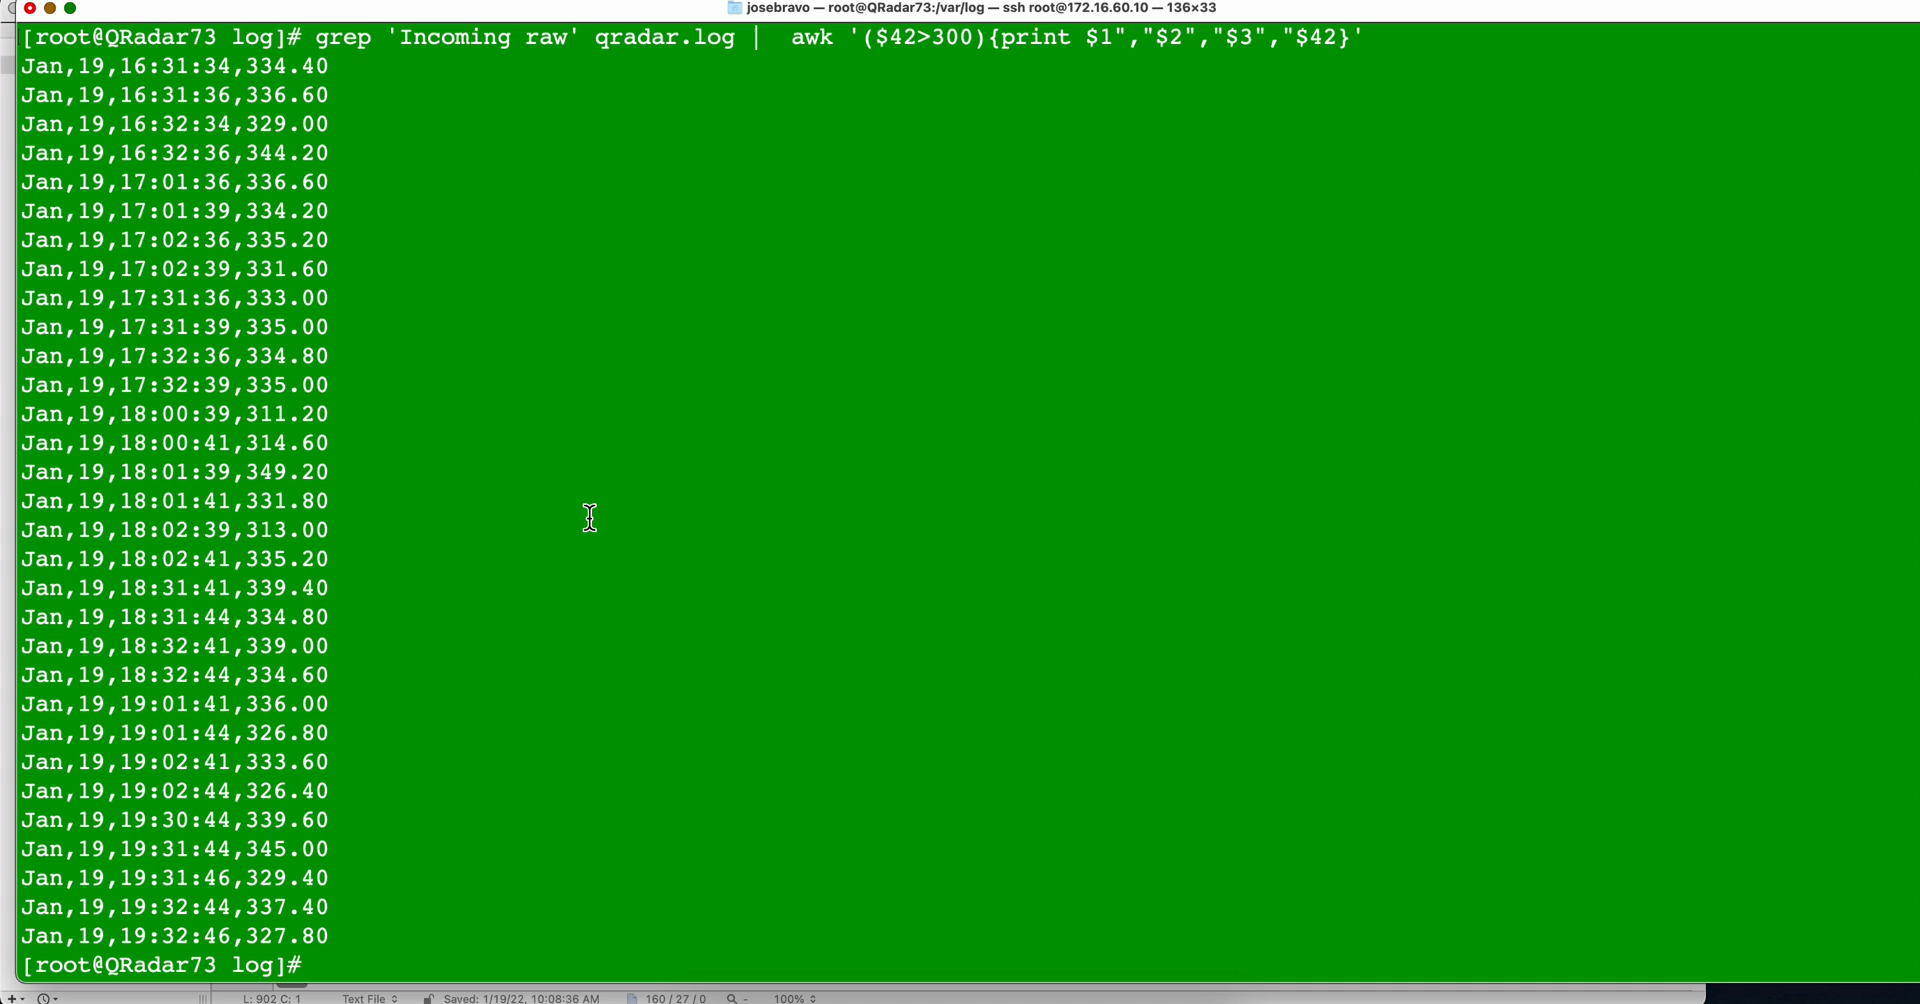 josebravo — root@QRadar73:/var/log — ssh root@172.16.60.10 — 136×33
[root@QRadar73 log]# grep 'Incoming raw' qradar.log |  awk '($42>300){print $1","$2","$3","$42}'
Jan,19,16:31:34,334.40
Jan,19,16:31:36,336.60
Jan,19,16:32:34,329.00
Jan,19,16:32:36,344.20
Jan,19,17:01:36,336.60
Jan,19,17:01:39,334.20
Jan,19,17:02:36,335.20
Jan,19,17:02:39,331.60
Jan,19,17:31:36,333.00
Jan,19,17:31:39,335.00
Jan,19,17:32:36,334.80
Jan,19,17:32:39,335.00
Jan,19,18:00:39,311.20
Jan,19,18:00:41,314.60
Jan,19,18:01:39,349.20
Jan,19,18:01:41,331.80
Jan,19,18:02:39,313.00
Jan,19,18:02:41,335.20
Jan,19,18:31:41,339.40
Jan,19,18:31:44,334.80
Jan,19,18:32:41,339.00
Jan,19,18:32:44,334.60
Jan,19,19:01:41,336.00
Jan,19,19:01:44,326.80
Jan,19,19:02:41,333.60
Jan,19,19:02:44,326.40
Jan,19,19:30:44,339.60
Jan,19,19:31:44,345.00
Jan,19,19:31:46,329.40
Jan,19,19:32:44,337.40
Jan,19,19:32:46,327.80
[root@QRadar73 log]#
L: 902 C: 1 Text File Saved: 1/19/22, 10:08:36 AM 160 / 27 / 0 - 100%